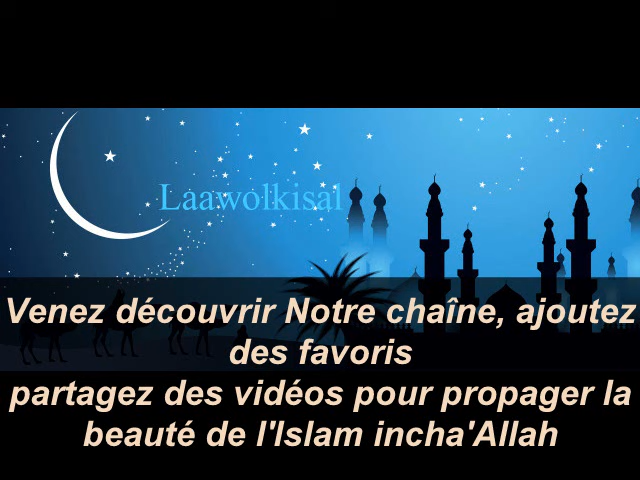 Laawolkisal
Venez découvrir Notre chaîne, ajoutez
des favoris
partagez des vidéos pour propager la
beauté de l'Islam incha'Allah